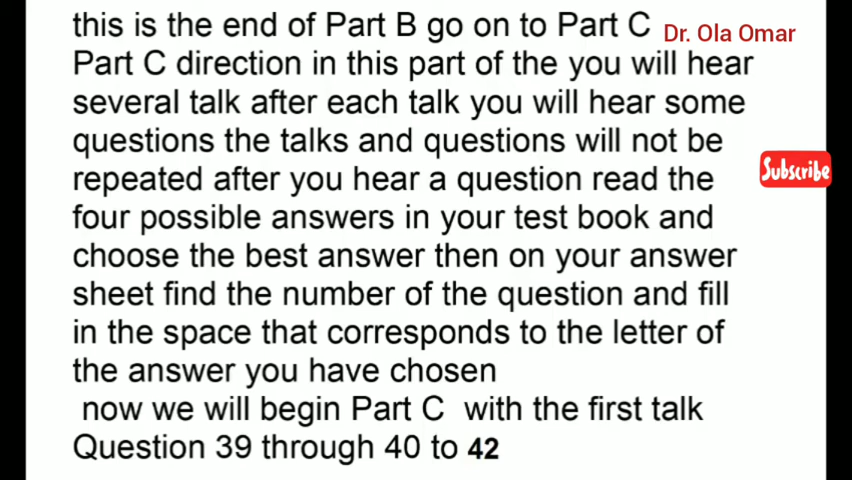 this is the end of Part B go on to Part C
Dr. Ola Omar
Part C direction in this part of the you will hear
several talk after each talk you will hear some
questions the talks and questions will not be
Subscribe
repeated after you hear a question read the
four possible answers in your test book and
choose the best answer then on your answer
sheet find the number of the question and fill
in the space that corresponds to the letter of
the answer you have chosen
now we will begin Part C with the first talk
Question 39 through 40 to 42